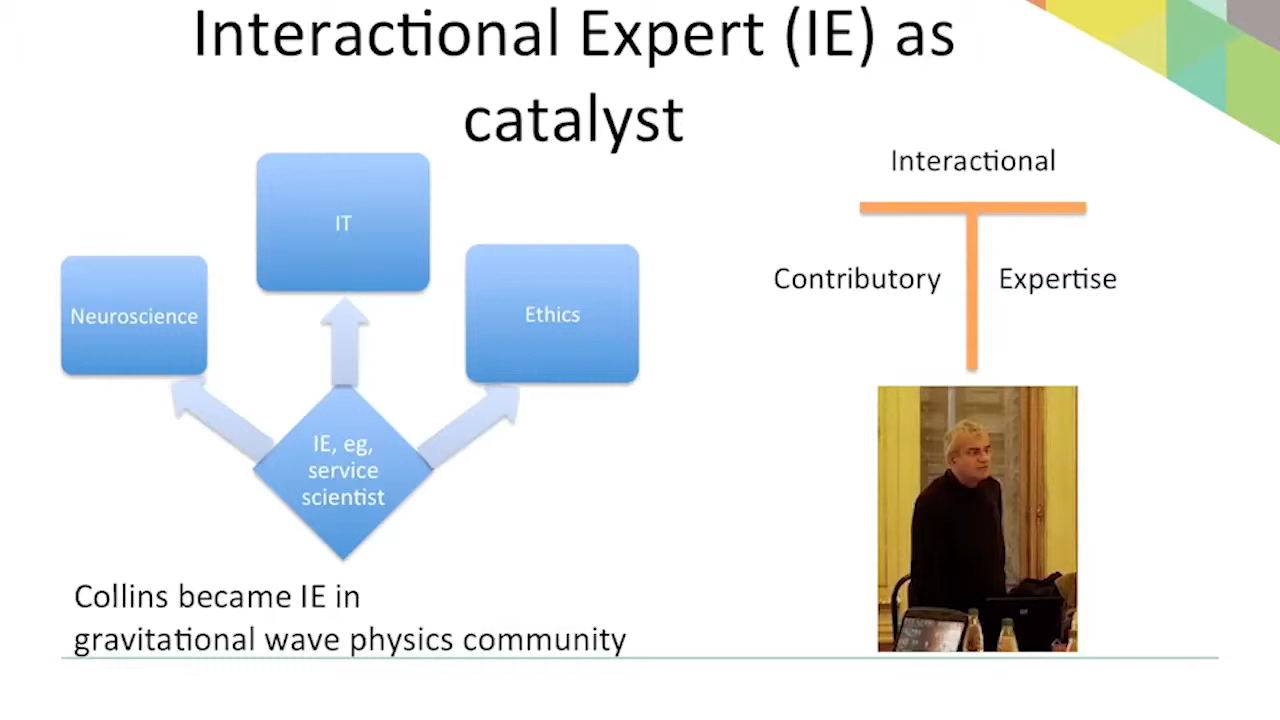 Interactional Expert (IE) as
catalyst
IT
Neuroscience
Ethics
IE, eg,
service
scientist
Collins became IE in
gravitational wave physics community
Interactional
Contributory
Expertise